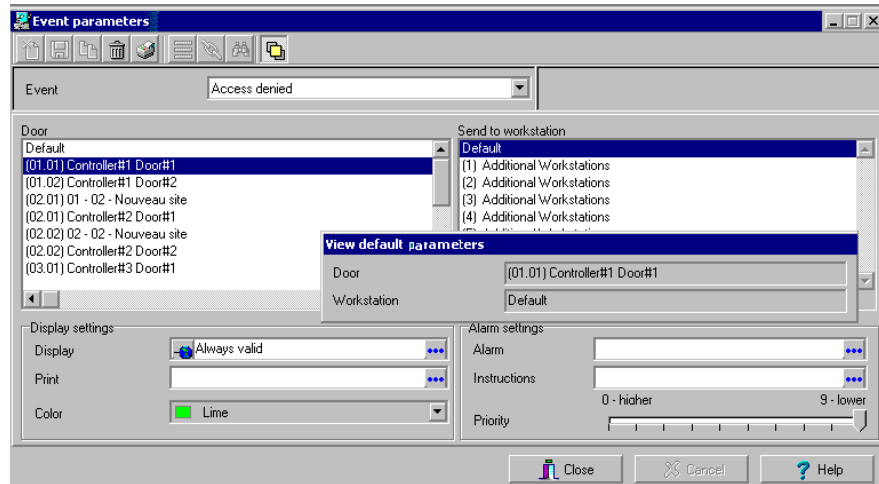 Event parameters
Event
Access denied
Door
Send to workstation
Default
(01.01) Controller#1 Door#1
(01.02) Controller#1 Door#2
(02.01) 01 - 02 - Nouveau site
(02.01) Controller#2 Door#1
(02.02) 02 - 02 - Nouveau site
(02.02) Controller#2 Door#2
(03.01) Controller#3 Door#1
Default
(1) Additional Workstations
(2) Additional Workstations
(3) Additional Workstations
(4) Additional Workstations
View default parameters
Door
(01.01) Controller#1 Door#1
Workstation
Default
Display settings
Display
Always valid
Print
Color
Lime
Alarm settings
Alarm
Instructions
0 - higher
9 - lower
Priority
Close
Cancel
Help